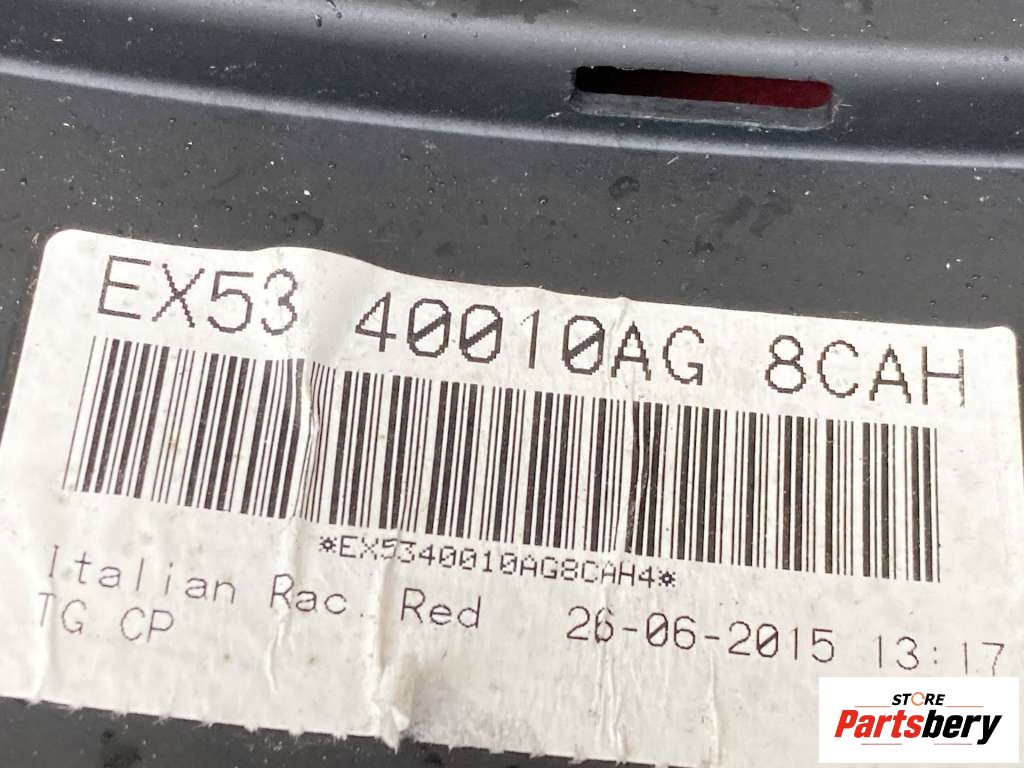 EX53 40010AG 8CAH
*EX5340010AG8CAH4*
Italian Rac. Red 26-06-2015 13:17
TG CP
STORE
Partsbery